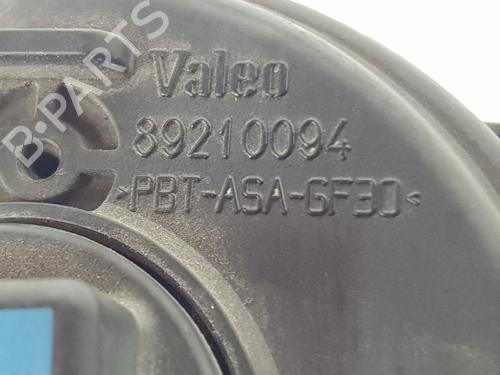 Valeo
89210094
>PBT-ASA-GF30<
B-PARTS